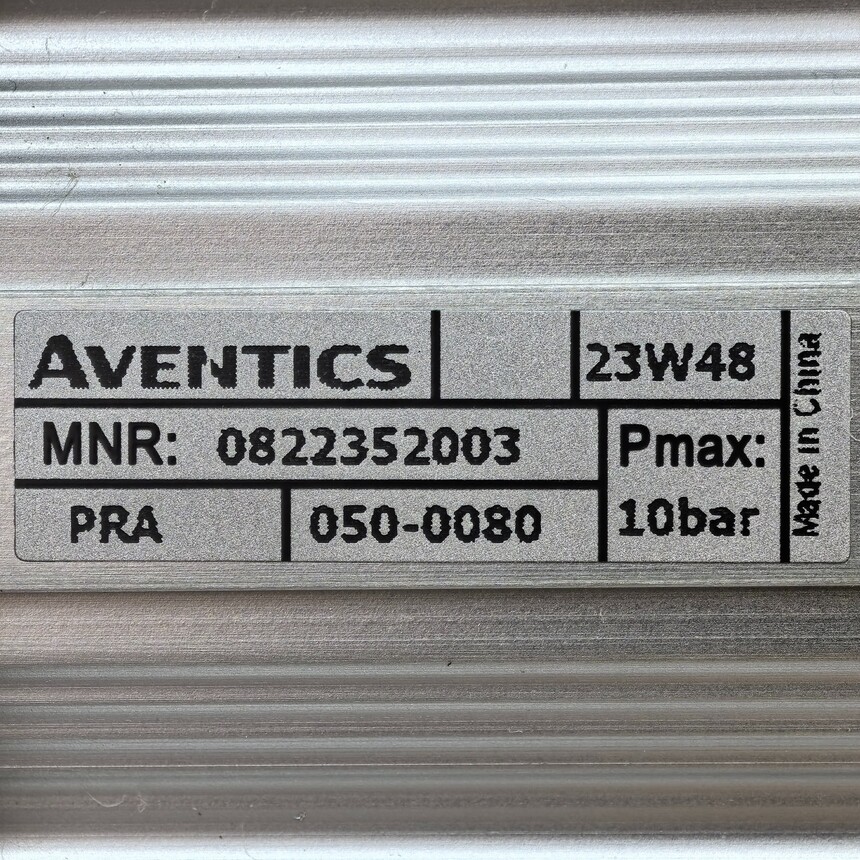 AVENTICS 23W48
MNR: 0822352003
Pmax:
PRA 050-0080
10bar
Made in China